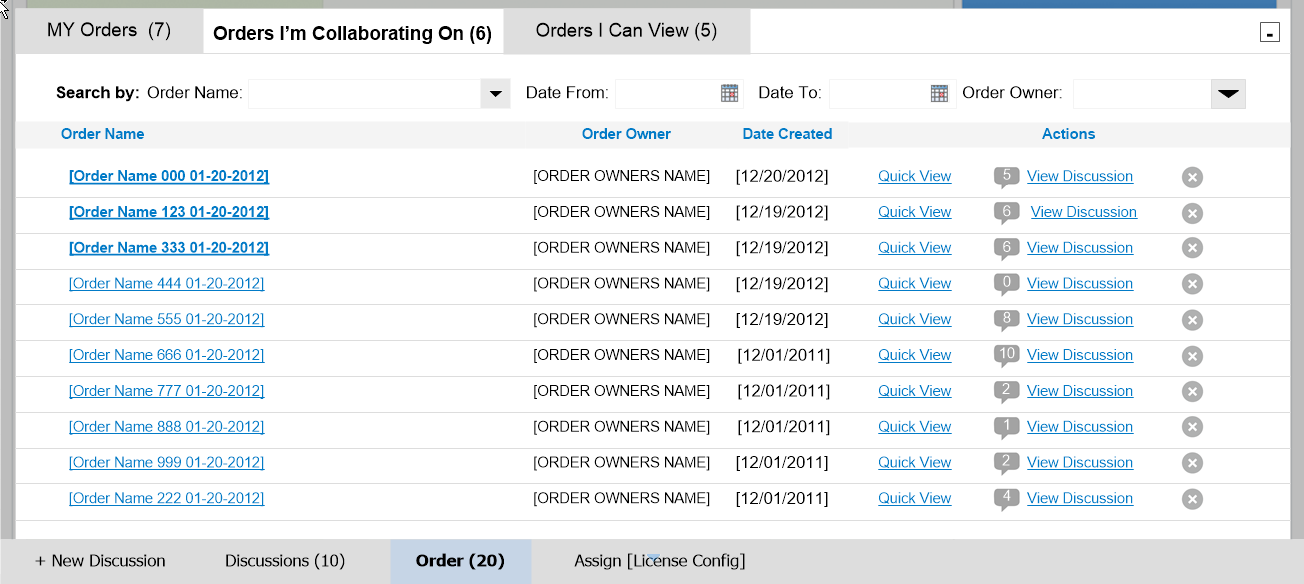 MY Orders (7) Orders I'm Collaborating On (6) Orders I Can View (5)
Search by: Order Name: Date From: Date To: Order Owner:
Order Name Order Owner Date Created Actions
[Order Name 000 01-20-2012] [ORDER OWNERS NAME] [12/20/2012] Quick View 5 View Discussion
[Order Name 123 01-20-2012] [ORDER OWNERS NAME] [12/19/2012] Quick View 6 View Discussion
[Order Name 333 01-20-2012] [ORDER OWNERS NAME] [12/19/2012] Quick View 6 View Discussion
[Order Name 444 01-20-2012] [ORDER OWNERS NAME] [12/19/2012] Quick View 0 View Discussion
[Order Name 555 01-20-2012] [ORDER OWNERS NAME] [12/19/2012] Quick View 8 View Discussion
[Order Name 666 01-20-2012] [ORDER OWNERS NAME] [12/01/2011] Quick View 10 View Discussion
[Order Name 777 01-20-2012] [ORDER OWNERS NAME] [12/01/2011] Quick View 2 View Discussion
[Order Name 888 01-20-2012] [ORDER OWNERS NAME] [12/01/2011] Quick View 1 View Discussion
[Order Name 999 01-20-2012] [ORDER OWNERS NAME] [12/01/2011] Quick View 2 View Discussion
[Order Name 222 01-20-2012] [ORDER OWNERS NAME] [12/01/2011] Quick View 4 View Discussion
+ New Discussion Discussions (10) Order (20) Assign [License Config]